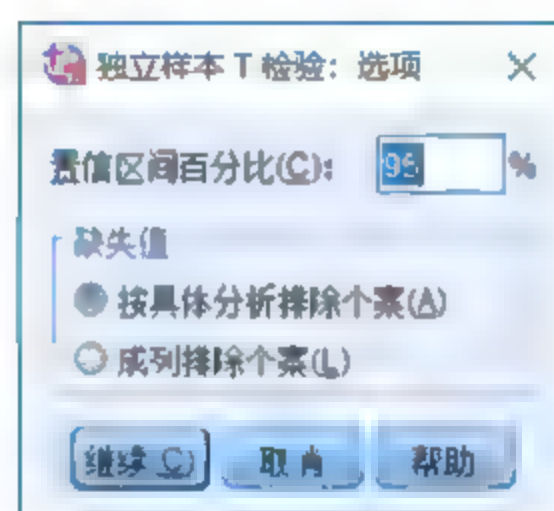 独立样本 T 检验：选项
置信区间百分比(C): 95 %
缺失值
按具体分析排除个案(A)
成列排除个案(L)
继续(C) 取消 帮助